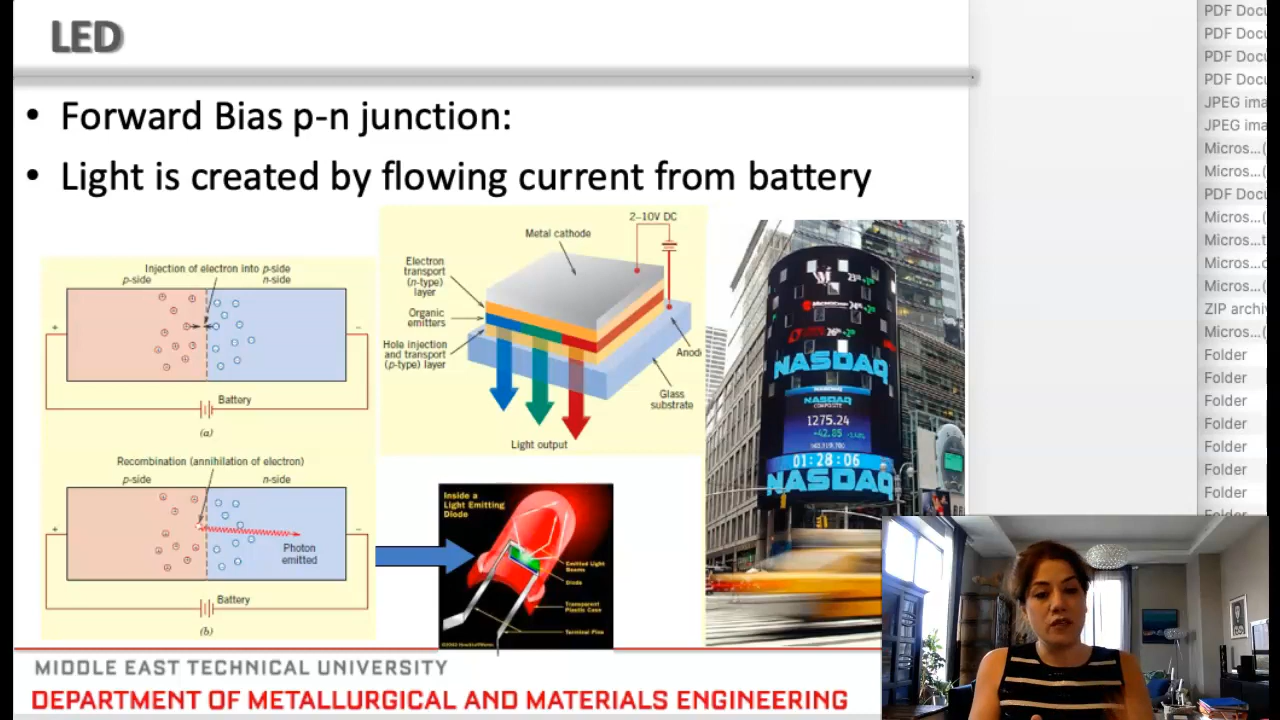 LED
• Forward Bias p-n junction:
• Light is created by flowing current from battery
Injection of electron into p-side
p-side
n-side
+
−
Battery
(a)
Recombination (annihilation of electron)
p-side
n-side
+
−
Photon
emitted
Battery
(b)
2–10V DC
Metal cathode
Electron
transport
(n-type)
layer
Organic
emitters
Hole injection
and transport
(p-type) layer
Anod
Glass
substrate
Light output
Inside a
Light Emitting
Diode
Emitted Light
Beams
Diode
Transparent
Plastic Case
Terminal Pins
NASDAQ
NASDAQ
COMPOSITE
1275.24
+42.85
01:28:06
NASDAQ
MIDDLE EAST TECHNICAL UNIVERSITY
DEPARTMENT OF METALLURGICAL AND MATERIALS ENGINEERING
PDF Docu
PDF Docu
PDF Docu
PDF Docu
JPEG ima
JPEG ima
Micros...(
Micros...(
PDF Docu
Micros...(
Micros...t
Micros...c
Micros...(
ZIP archiv
Micros...(
Folder
Folder
Folder
Folder
Folder
Folder
Folder
Folder